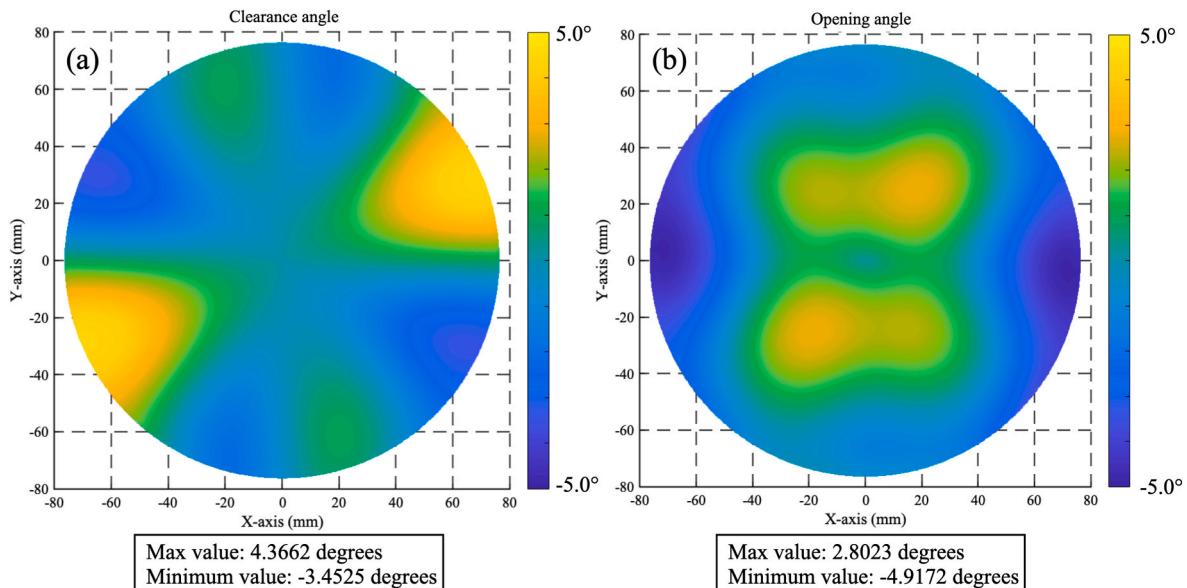 Clearance angle
(a)
80
60
40
20
0
-20
-40
-60
-80
Y-axis (mm)
-80 -60 -40 -20 0 20 40 60 80
X-axis (mm)
5.0°
-5.0°
Max value: 4.3662 degrees
Minimum value: -3.4525 degrees
Opening angle
(b)
80
60
40
20
0
-20
-40
-60
-80
Y-axis (mm)
-80 -60 -40 -20 0 20 40 60 80
X-axis (mm)
5.0°
-5.0°
Max value: 2.8023 degrees
Minimum value: -4.9172 degrees